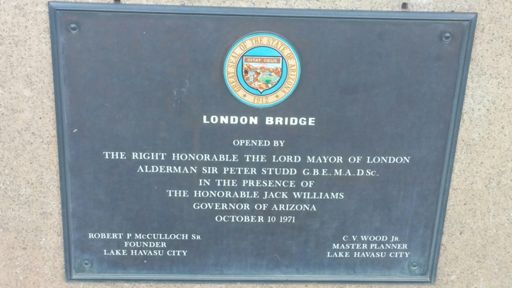 GREAT SEAL OF THE STATE OF ARIZONA
DITAT DEUS
1912
LONDON BRIDGE
OPENED BY
THE RIGHT HONORABLE THE LORD MAYOR OF LONDON
ALDERMAN SIR PETER STUDD G.B.E., M.A., D.Sc.
IN THE PRESENCE OF
THE HONORABLE JACK WILLIAMS
GOVERNOR OF ARIZONA
OCTOBER 10 1971
ROBERT P McCULLOCH SR
FOUNDER
LAKE HAVASU CITY
C. V. WOOD JR.
MASTER PLANNER
LAKE HAVASU CITY